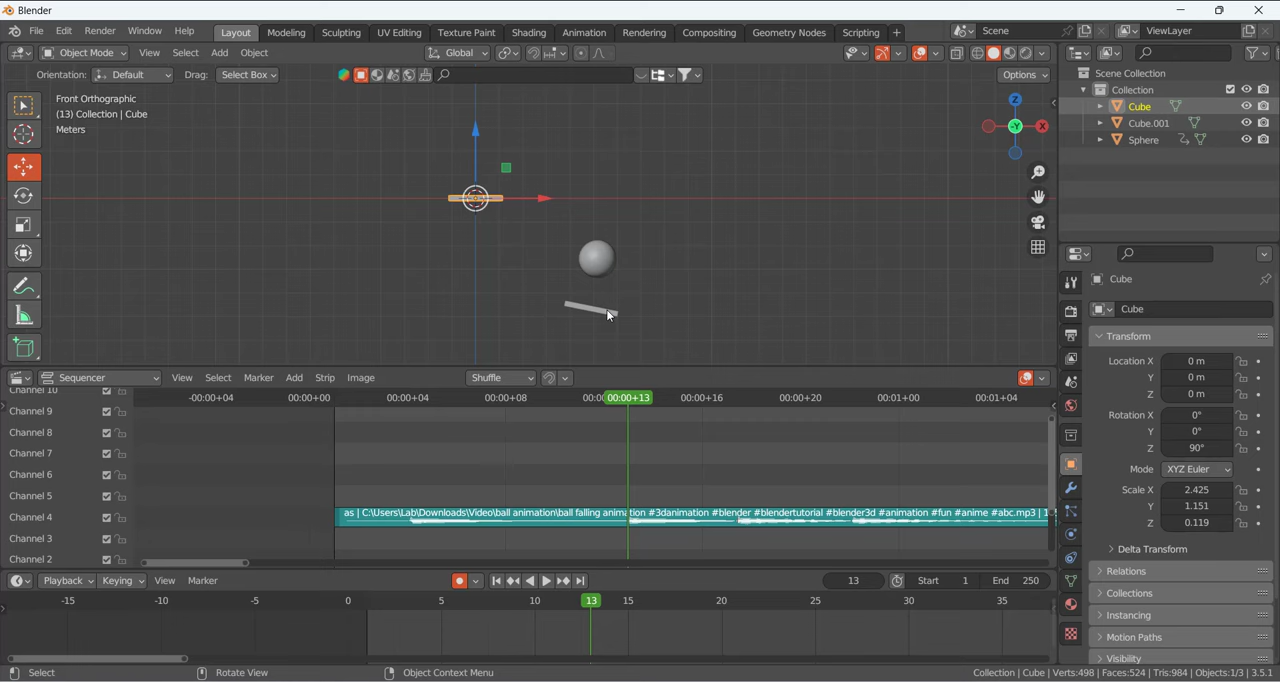 Blender
File Edit Render Window Help Layout Modeling Sculpting UV Editing Texture Paint Shading Animation Rendering Compositing Geometry Nodes Scripting + Scene ViewLayer
Object Mode View Select Add Object Global
Orientation: Default Drag: Select Box Options
Front Orthographic
(13) Collection | Cube
Meters
Z
X
-Y
Scene Collection
Collection
Cube
Cube.001
Sphere
Cube
Cube
Transform
Location X 0 m
Y 0 m
Z 0 m
Rotation X 0°
Y 0°
Z 90°
Mode XYZ Euler
Scale X 2.425
Y 1.151
Z 0.119
Delta Transform
Relations
Collections
Instancing
Motion Paths
Visibility
Sequencer View Select Marker Add Strip Image Shuffle
-00:00+04 00:00+00 00:00+04 00:00+08 00:00+13 00:00+16 00:00+20 00:01+00 00:01+04
Channel 10
Channel 9
Channel 8
Channel 7
Channel 6
Channel 5
Channel 4
Channel 3
Channel 2
as | C:\Users\Lab\Downloads\Video\ball animation\ball falling animation #3danimation #blender #blendertutorial #blender3d #animation #fun #anime #abc.mp3 |
Playback Keying View Marker 13 Start 1 End 250
-15 -10 -5 0 5 10 13 15 20 25 30 35
Select Rotate View Object Context Menu Collection | Cube | Verts:498 | Faces:524 | Tris:984 | Objects:1/3 | 3.5.1